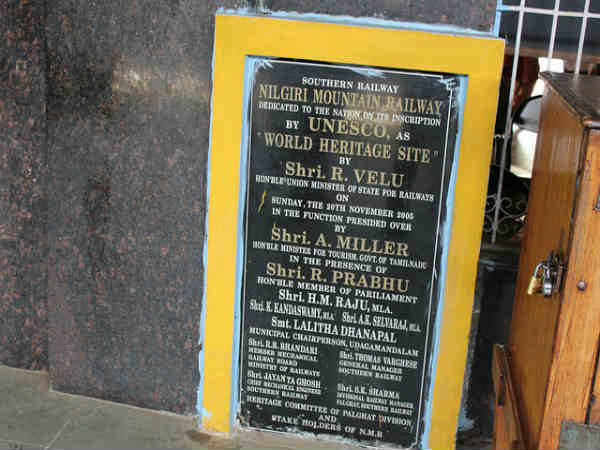 SOUTHERN RAILWAY
NILGIRI MOUNTAIN RAILWAY
DEDICATED TO THE NATION ON ITS INSCRIPTION
BY UNESCO, AS
"WORLD HERITAGE SITE"
BY
Shri. R. VELU
HON'BLE UNION MINISTER OF STATE FOR RAILWAYS
ON
SUNDAY, THE 20TH NOVEMBER 2005
IN THE FUNCTION PRESIDED OVER
BY
Shri. A. MILLER
HON'BLE MINISTER FOR TOURISM, GOVT. OF TAMILNADU
IN THE PRESENCE OF
Shri. R. PRABHU
HON'BLE MEMBER OF PARILIAMENT
Shri. H.M. RAJU, MLA.
Shri. K. KANDASWAMY, MLA. Shri. A.K. SELVARAJ, MLA.
Smt. LALITHA DHANAPAL
MUNICIPAL CHAIRPERSON, UDAGAMANDALAM
Shri. R.R. BHANDARI
MEMBER MECHANICAL
RAILWAY BOARD
MINISTRY OF RAILWAYS
Shri. THOMAS VARGHESE
GENERAL MANAGER
SOUTHERN RAILWAY
Shri. JAYANTA GHOSH
CHIEF MECHANICAL ENGINEER
SOUTHERN RAILWAY
Shri. S.K. SHARMA
DIVISIONAL RAILWAY MANAGER
PALGHAT, SOUTHERN RAILWAY
HERITAGE COMMITTEE OF PALGHAT DIVISION
AND
STAKE HOLDERS OF N.M.R